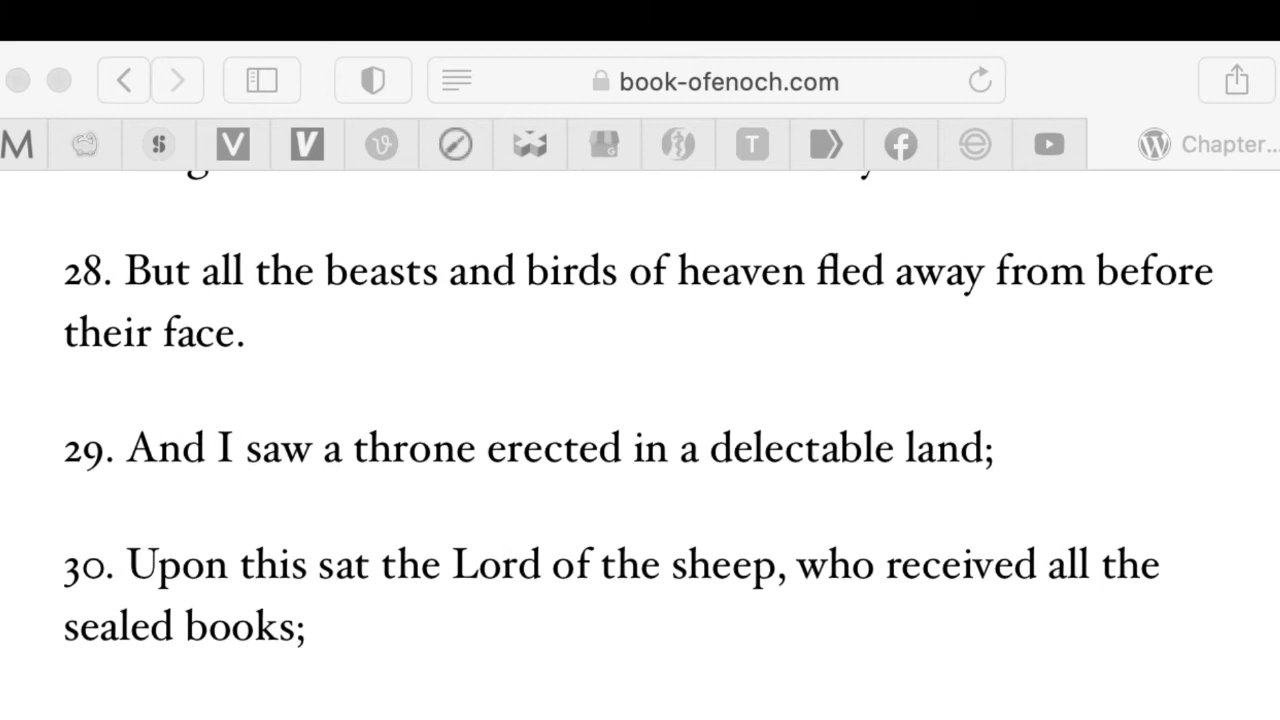 book-ofenoch.com
M
S
V
V
G
T
Chapter...
28. But all the beasts and birds of heaven fled away from before
their face.
29. And I saw a throne erected in a delectable land;
30. Upon this sat the Lord of the sheep, who received all the
sealed books;